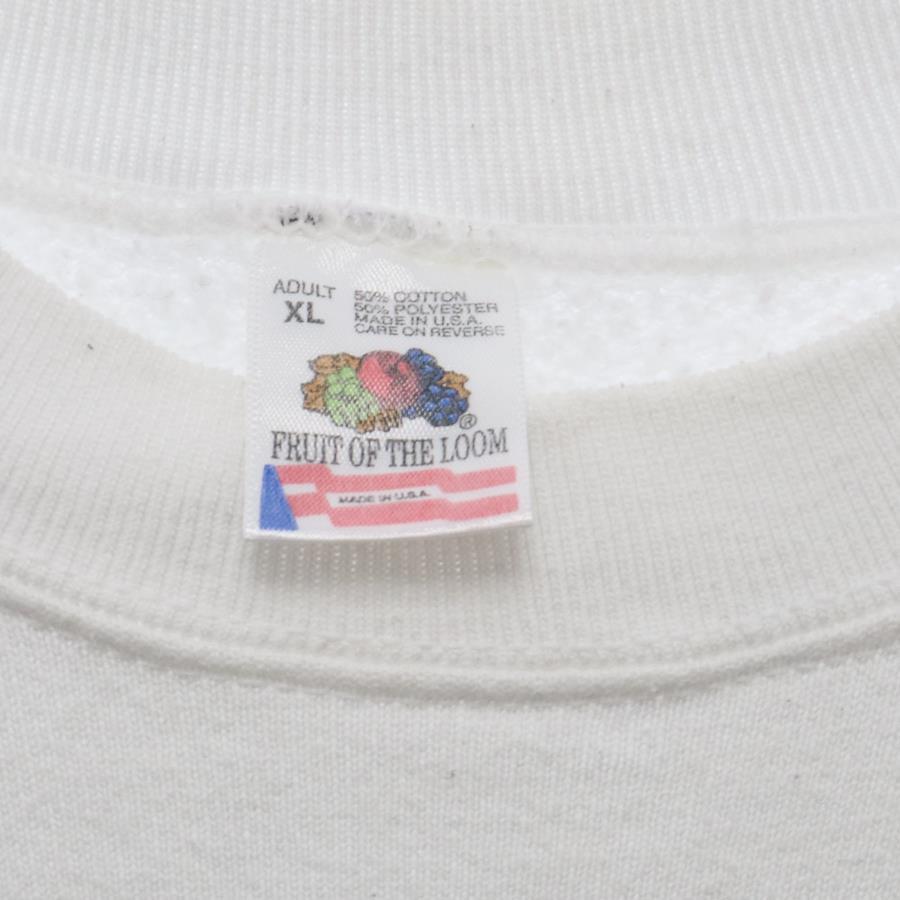 ADULT
XL
50% COTTON
50% POLYESTER
MADE IN U.S.A.
CARE ON REVERSE
®
FRUIT OF THE LOOM
MADE IN U.S.A.